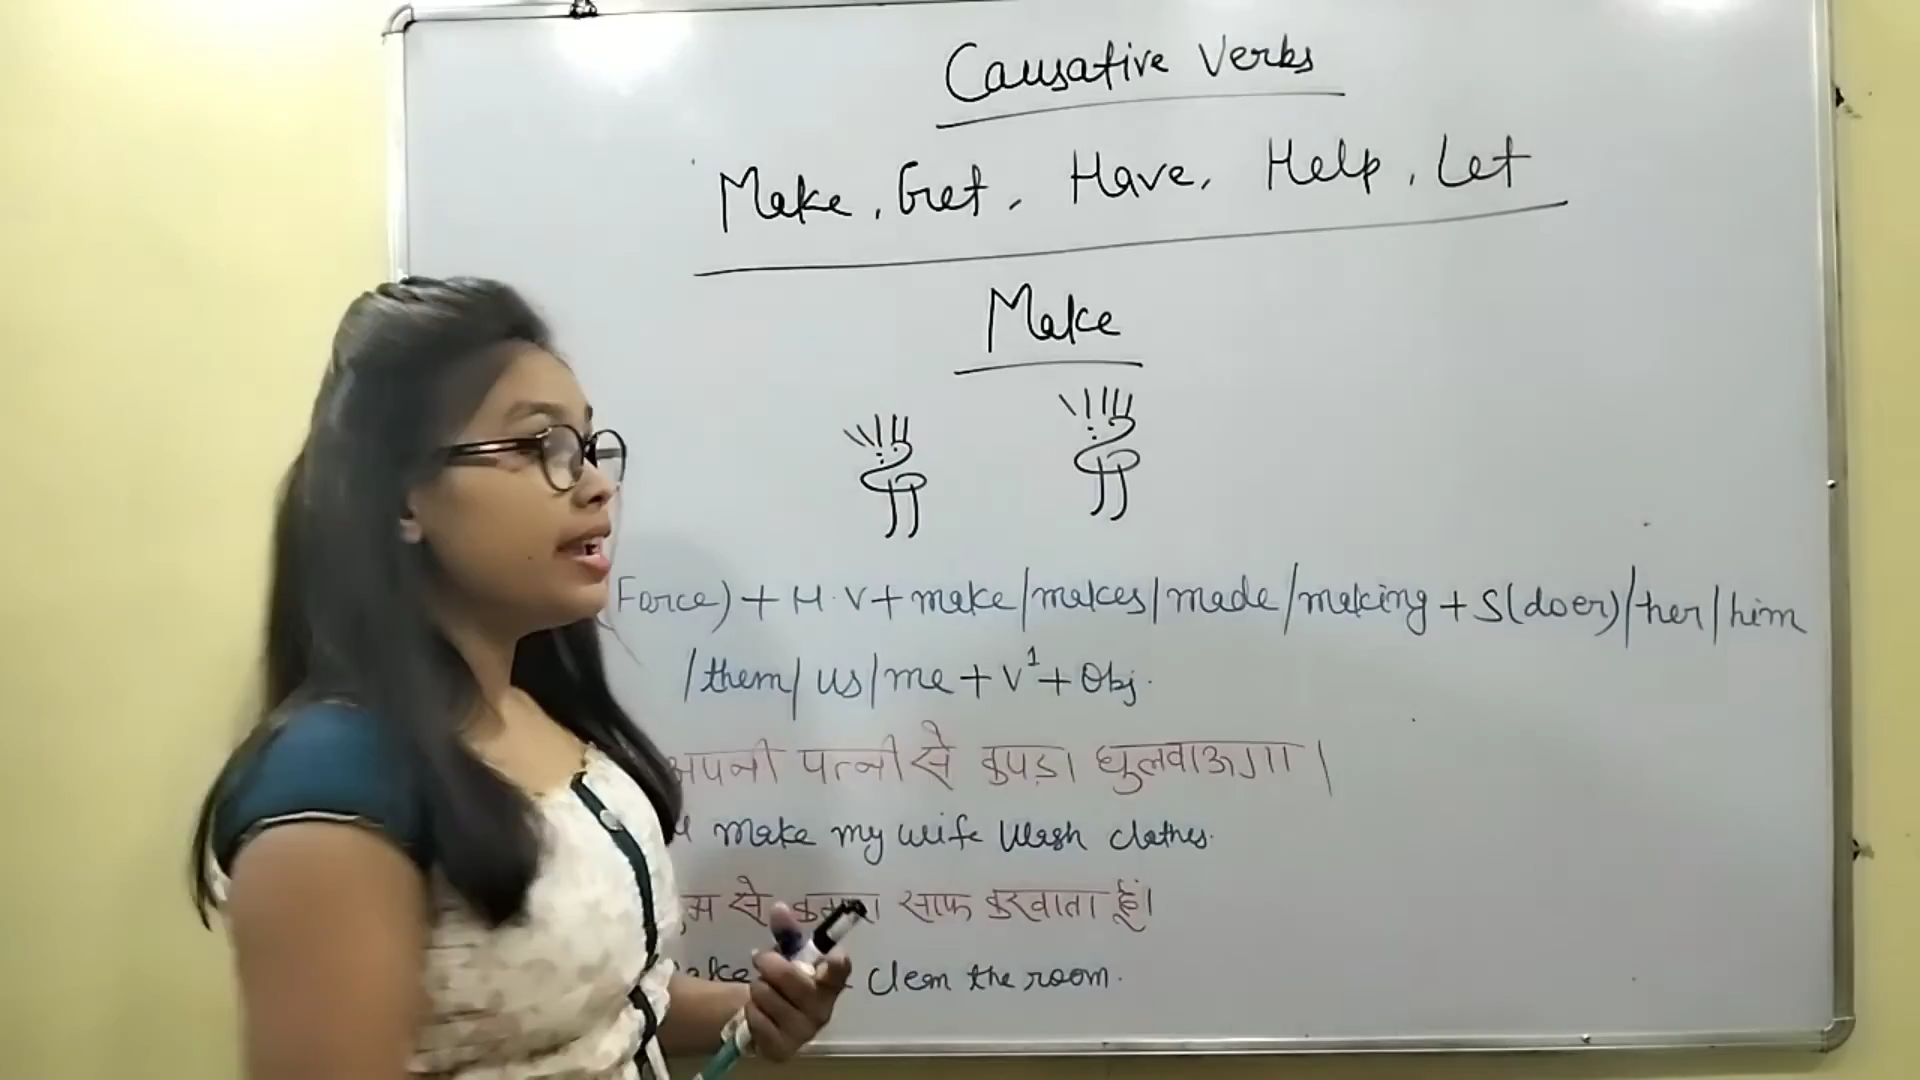 Causative Verbs
Make, Get, Have, Help, Let
Make
Force) + H.V + make/makes/made/making + S(doer)/her/him
/them/us/me + V¹ + Obj.
अपनी पत्नी से कपड़ा धुलवाऊगा।
make my wife wash clothes.
से कमरा साफ करवाता हूं।
clean the room.